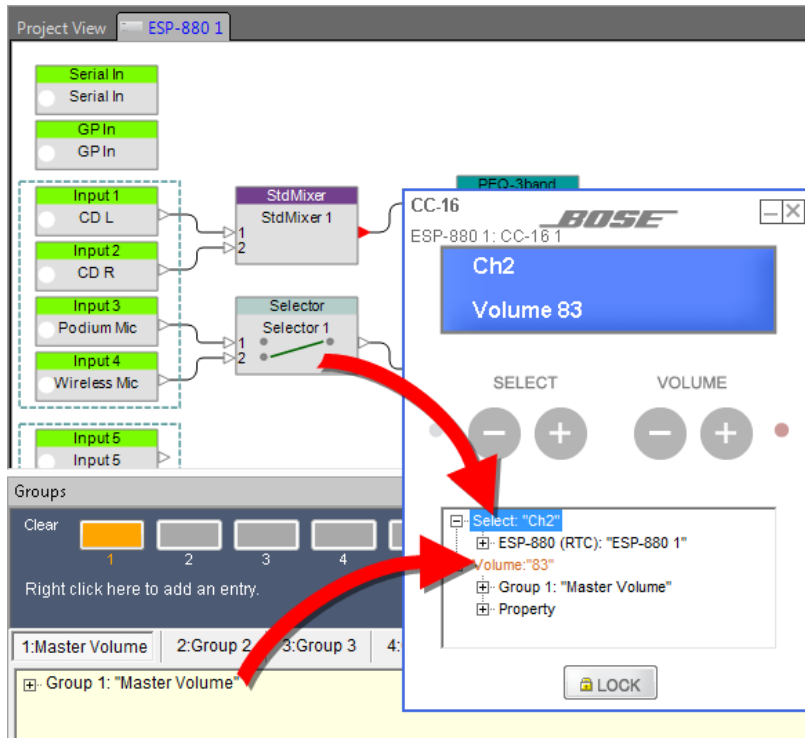 Project View
ESP-880 1
Serial In
Serial In
GP In
GP In
Input 1
CD L
Input 2
CD R
Input 3
Podium Mic
Input 4
Wireless Mic
Input 5
Input 5
StdMixer
StdMixer 1
1
2
Selector
Selector 1
1
2
PEQ-3band
CC-16
BOSE
ESP-880 1: CC-16 1
Ch2
Volume 83
SELECT
VOLUME
Select: "Ch2"
ESP-880 (RTC): "ESP-880 1"
Volume:"83"
Group 1: "Master Volume"
Property
LOCK
Groups
Clear
1
2
3
4
Right click here to add an entry.
1:Master Volume
2:Group 2
3:Group 3
4:
Group 1: "Master Volume"